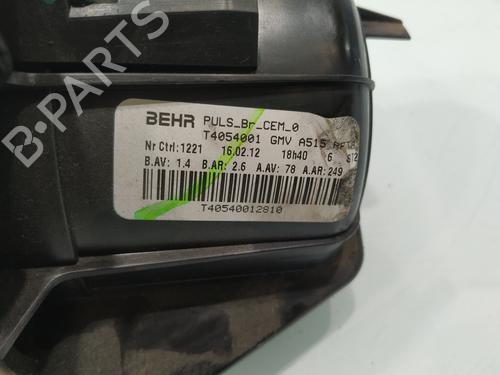 BEHR PULS_Br_CEM_0
T4054001 GMV A515
Nr Ctrl:1221 16.02.12 18h40 6
B.AV: 1.4 B.AR: 2.6 A.AV: 78 A.AR: 249
T40540012810